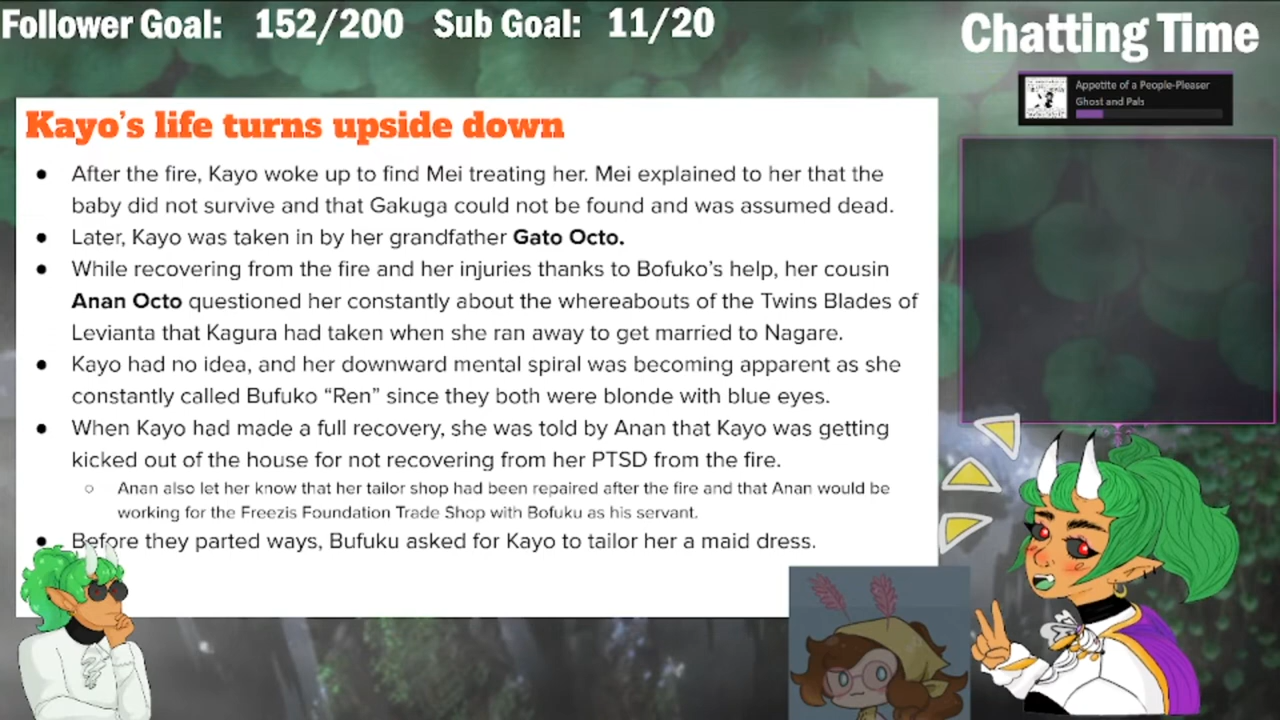 Follower Goal: 152/200 Sub Goal: 11/20
Chatting Time
Appetite of a People-Pleaser
Ghost and Pals
Kayo's life turns upside down
● After the fire, Kayo woke up to find Mei treating her. Mei explained to her that the
baby did not survive and that Gakuga could not be found and was assumed dead.
● Later, Kayo was taken in by her grandfather Gato Octo.
● While recovering from the fire and her injuries thanks to Bofuko's help, her cousin
Anan Octo questioned her constantly about the whereabouts of the Twins Blades of
Levianta that Kagura had taken when she ran away to get married to Nagare.
● Kayo had no idea, and her downward mental spiral was becoming apparent as she
constantly called Bufuko "Ren" since they both were blonde with blue eyes.
● When Kayo had made a full recovery, she was told by Anan that Kayo was getting
kicked out of the house for not recovering from her PTSD from the fire.
○ Anan also let her know that her tailor shop had been repaired after the fire and that Anan would be
working for the Freezis Foundation Trade Shop with Bofuku as his servant.
● Before they parted ways, Bufuku asked for Kayo to tailor her a maid dress.